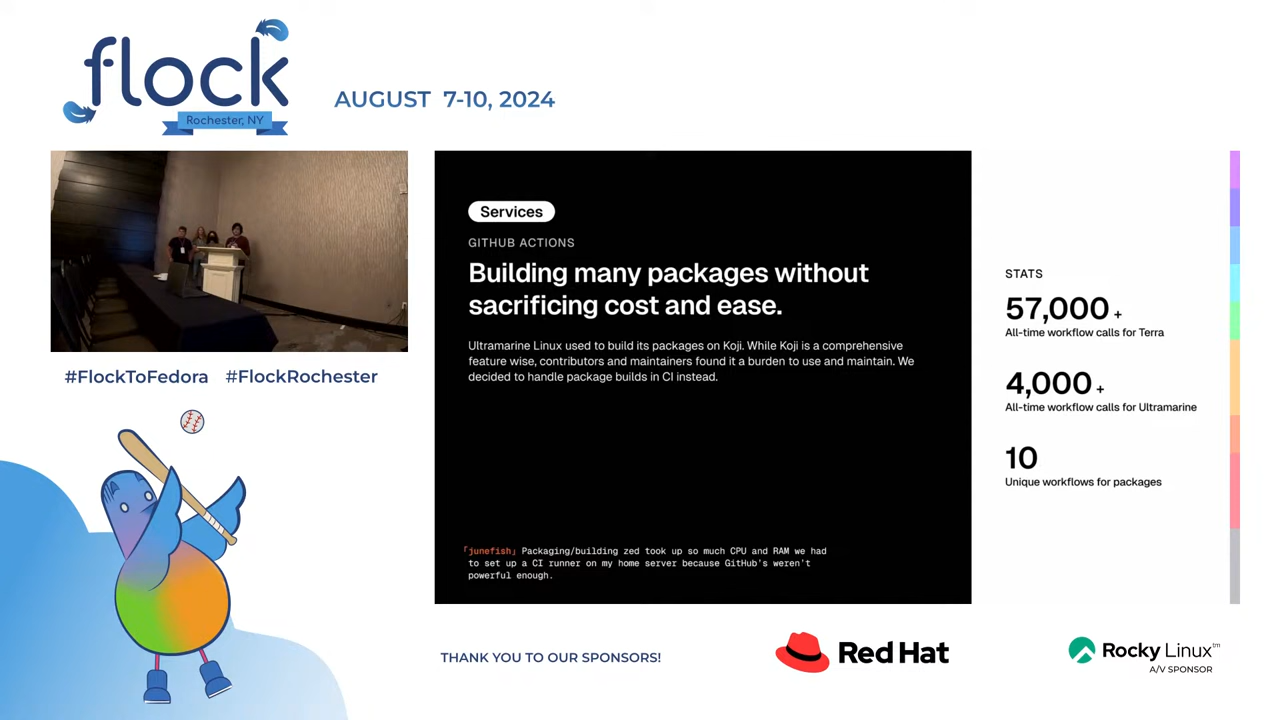 flock
Rochester, NY
AUGUST 7-10, 2024
#FlockToFedora #FlockRochester
Services
GITHUB ACTIONS
Building many packages without
sacrificing cost and ease.
Ultramarine Linux used to build its packages on Koji. While Koji is a comprehensive
feature wise, contributors and maintainers found it a burden to use and maintain. We
decided to handle package builds in CI instead.
「junefish」 Packaging/building zed took up so much CPU and RAM we had
to set up a CI runner on my home server because GitHub's weren't
powerful enough.
STATS
57,000 +
All-time workflow calls for Terra
4,000 +
All-time workflow calls for Ultramarine
10
Unique workflows for packages
THANK YOU TO OUR SPONSORS!
Red Hat
Rocky Linux™
A/V SPONSOR